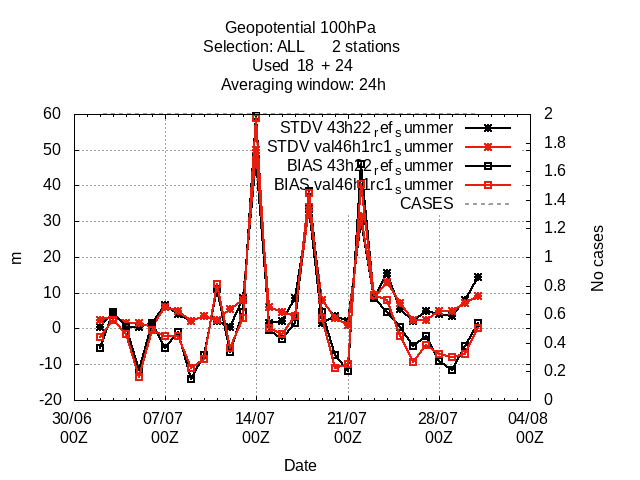 Geopotential 100hPa
Selection: ALL 2 stations
Used 18 + 24
Averaging window: 24h
60
50
40
30
20
10
0
-10
-20
m
2
1.8
1.6
1.4
1.2
1
0.8
0.6
0.4
0.2
0
No cases
STDV 43h22_ref_summer
STDV val46h1rc1_summer
BIAS 43h22_ref_summer
BIAS val46h1rc1_summer
CASES
30/06 07/07 14/07 21/07 28/07 04/08
00Z 00Z 00Z 00Z 00Z 00Z
Date